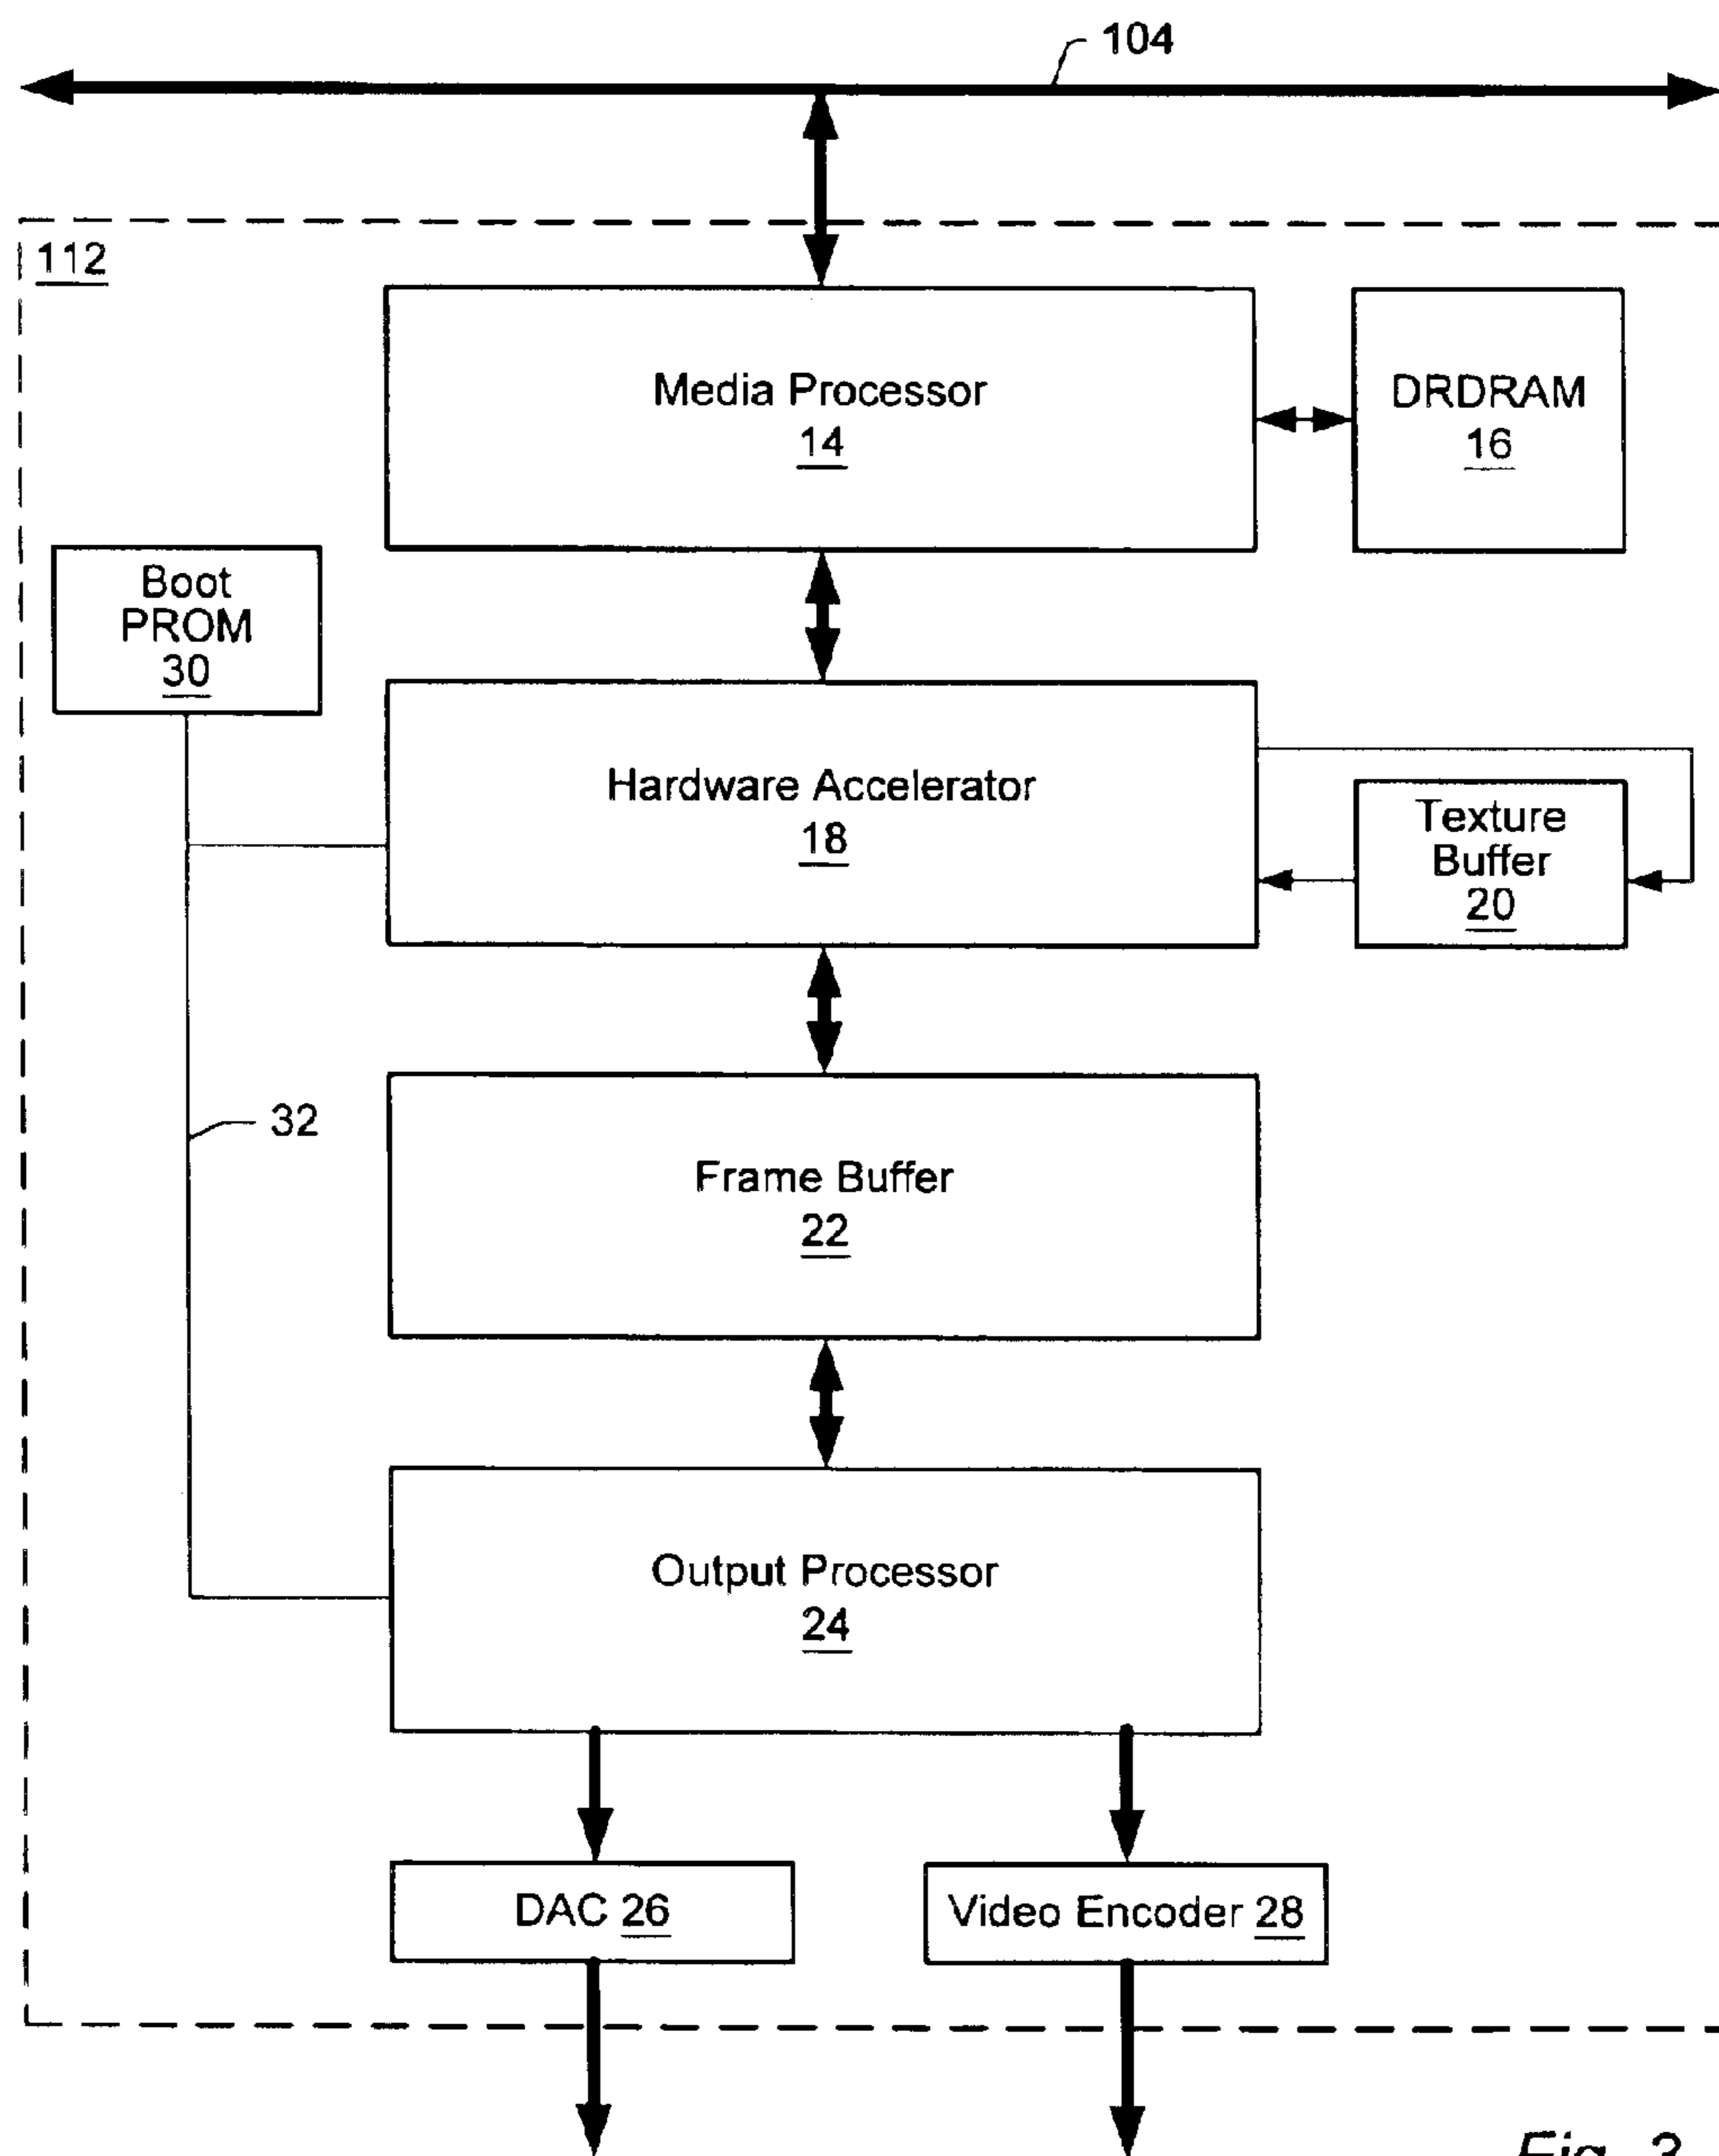 104
112
Media Processor
14
DRDRAM
16
Boot
PROM
30
Hardware Accelerator
18
Texture
Buffer
20
32
Frame Buffer
22
Output Processor
24
DAC 26
Video Encoder 28
Fig.